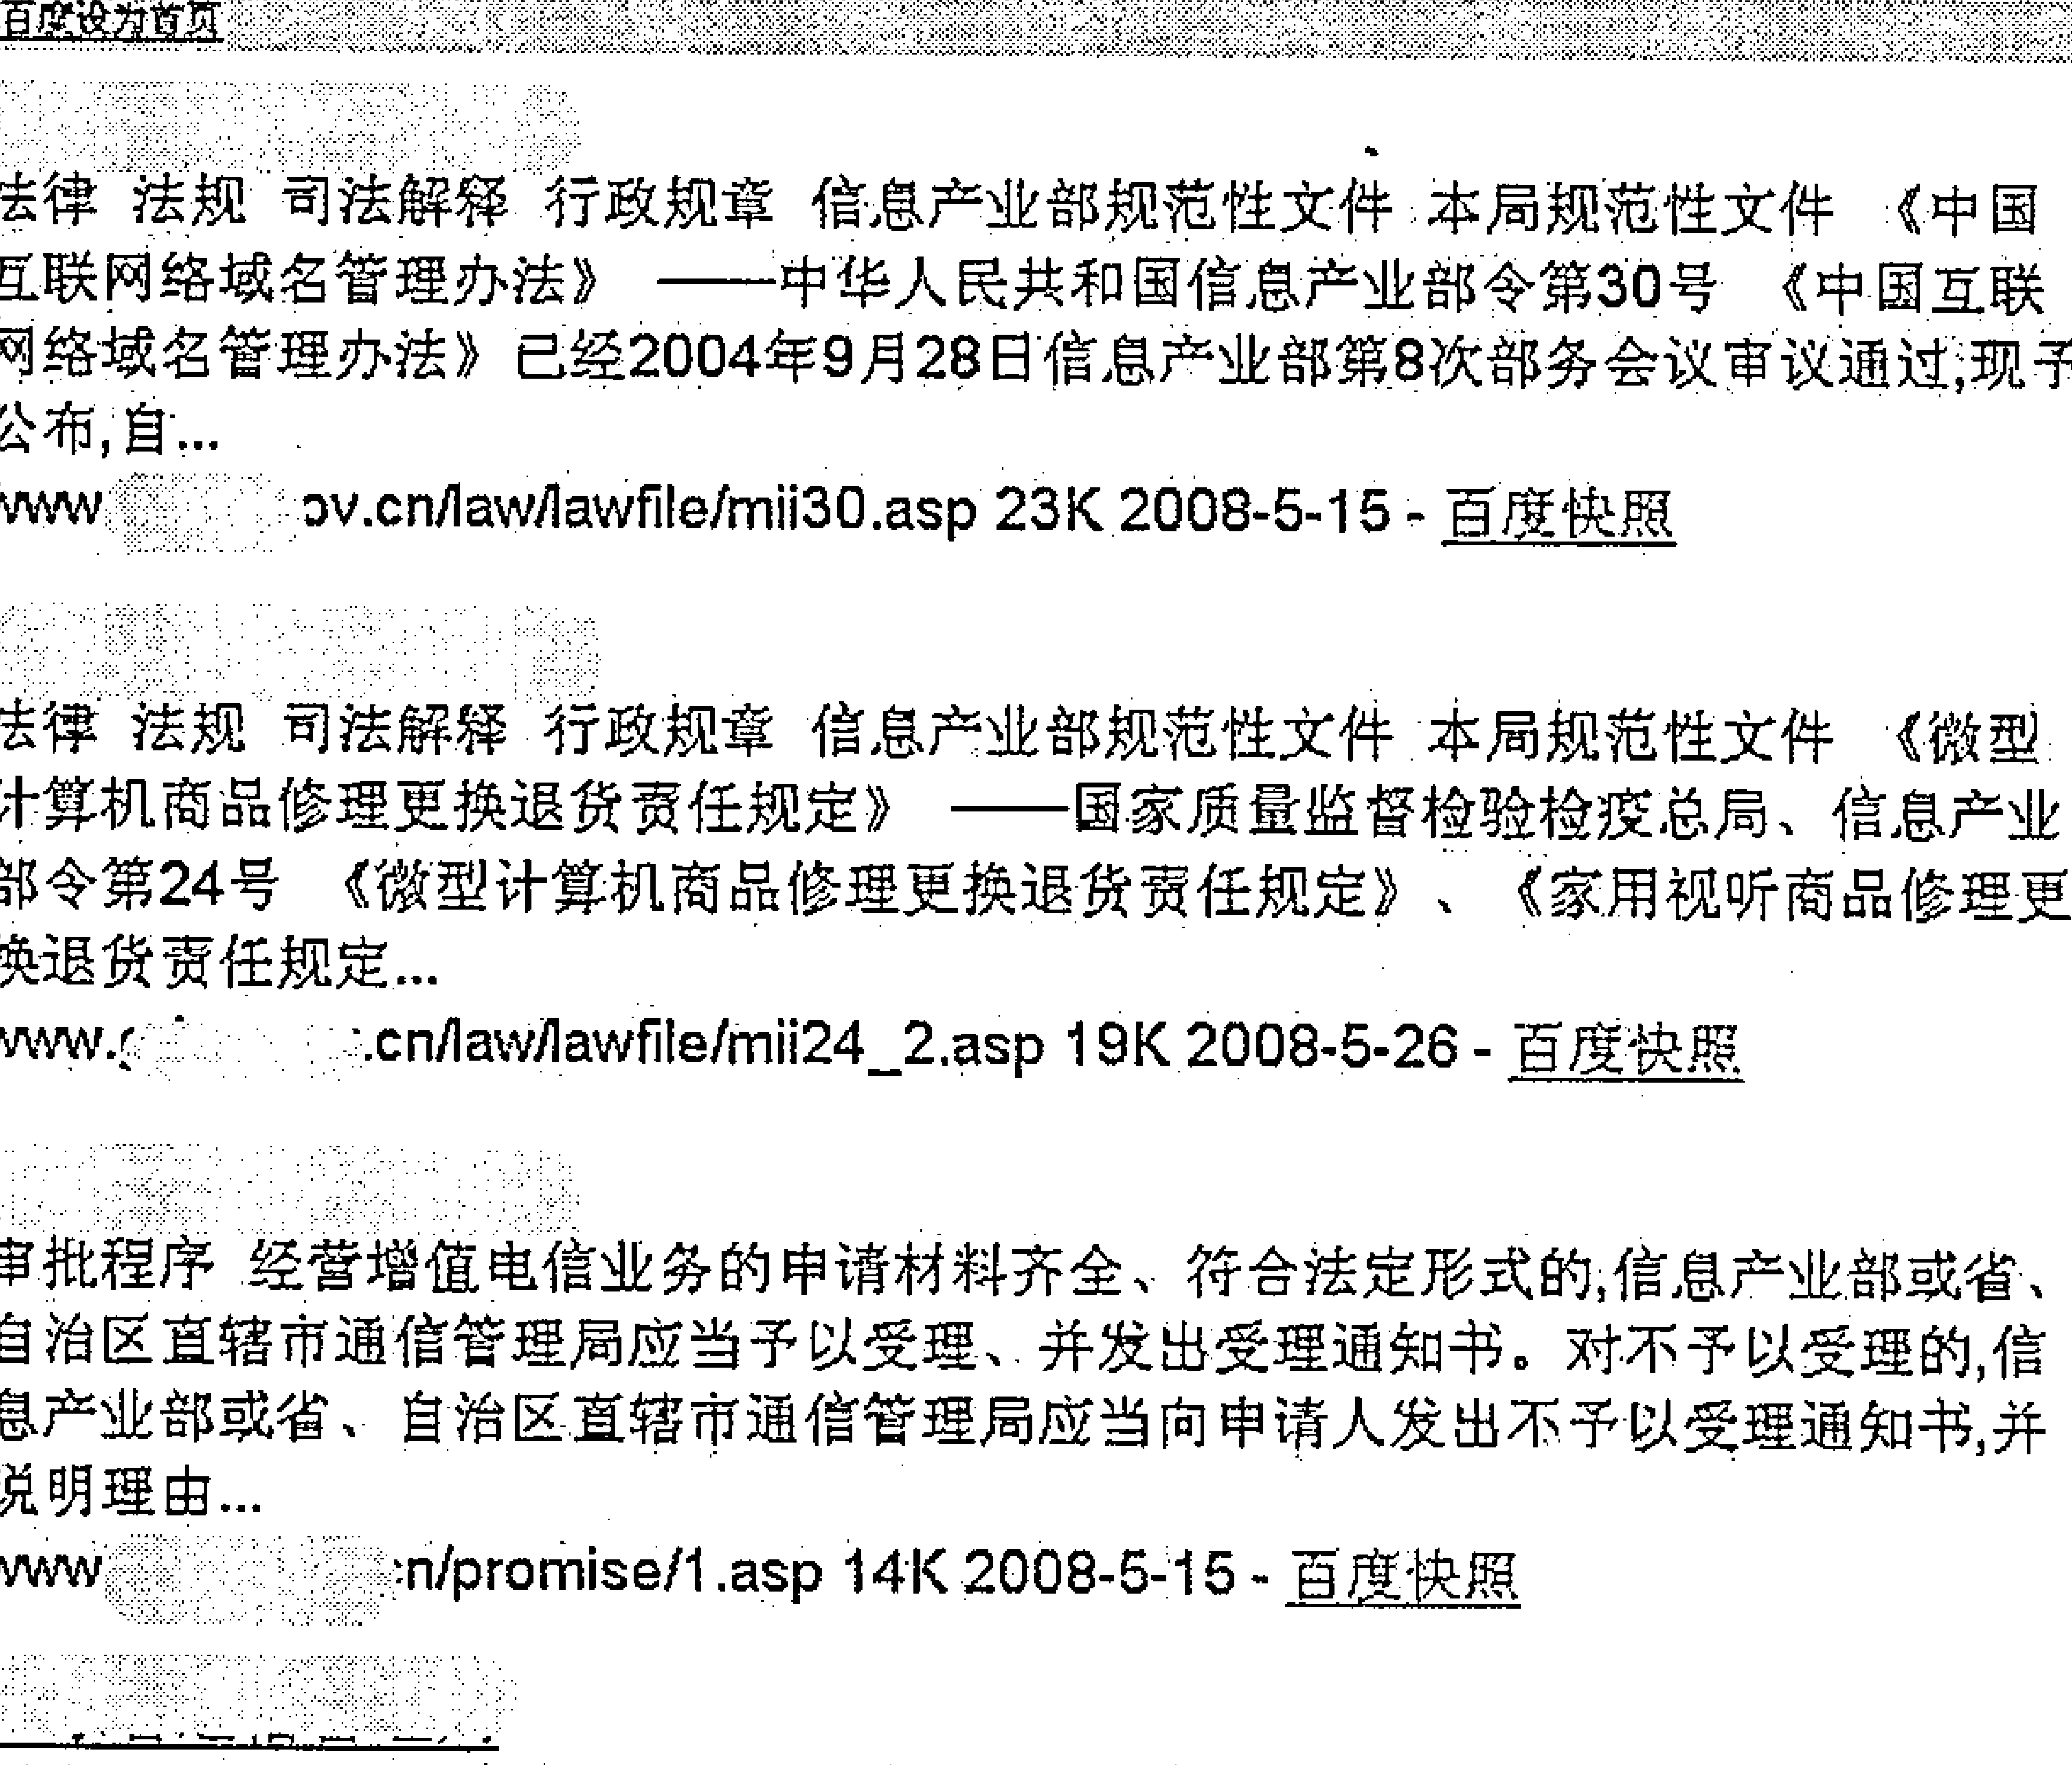 百度设为首页
法律 法规 司法解释 行政规章 信息产业部规范性文件 本局规范性文件 《中国
互联网络域名管理办法》 ——中华人民共和国信息产业部令第30号 《中国互联
网络域名管理办法》已经2004年9月28日信息产业部第8次部务会议审议通过,现予
公布,自...
www ov.cn/law/lawfile/mii30.asp 23K 2008-5-15 - 百度快照
法律 法规 司法解释 行政规章 信息产业部规范性文件 本局规范性文件 《微型
计算机商品修理更换退货责任规定》 ——国家质量监督检验检疫总局、信息产业
部令第24号 《微型计算机商品修理更换退货责任规定》、《家用视听商品修理更
换退货责任规定...
www. .cn/law/lawfile/mii24_2.asp 19K 2008-5-26 - 百度快照
审批程序 经营增值电信业务的申请材料齐全、符合法定形式的,信息产业部或省、
自治区直辖市通信管理局应当予以受理、并发出受理通知书。对不予以受理的,信
息产业部或省、自治区直辖市通信管理局应当向申请人发出不予以受理通知书,并
说明理由...
www cn/promise/1.asp 14K 2008-5-15 - 百度快照